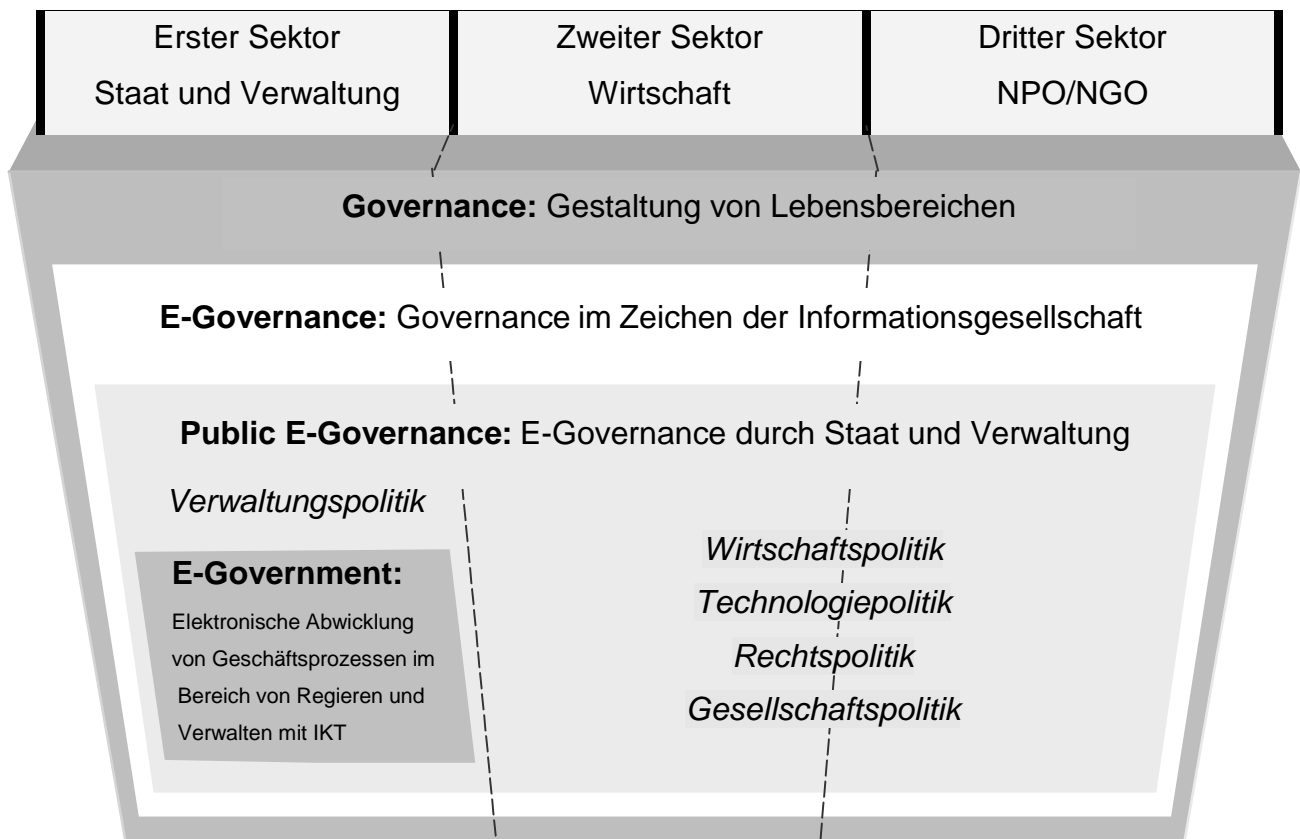 Erster Sektor
Staat und Verwaltung
Zweiter Sektor
Wirtschaft
Dritter Sektor
NPO/NGO
Governance: Gestaltung von Lebensbereichen
E-Governance: Governance im Zeichen der Informationsgesellschaft
Public E-Governance: E-Governance durch Staat und Verwaltung
Verwaltungspolitik
E-Government:
Elektronische Abwicklung
von Geschäftsprozessen im
Bereich von Regieren und
Verwalten mit IKT
Wirtschaftspolitik
Technologiepolitik
Rechtspolitik
Gesellschaftspolitik